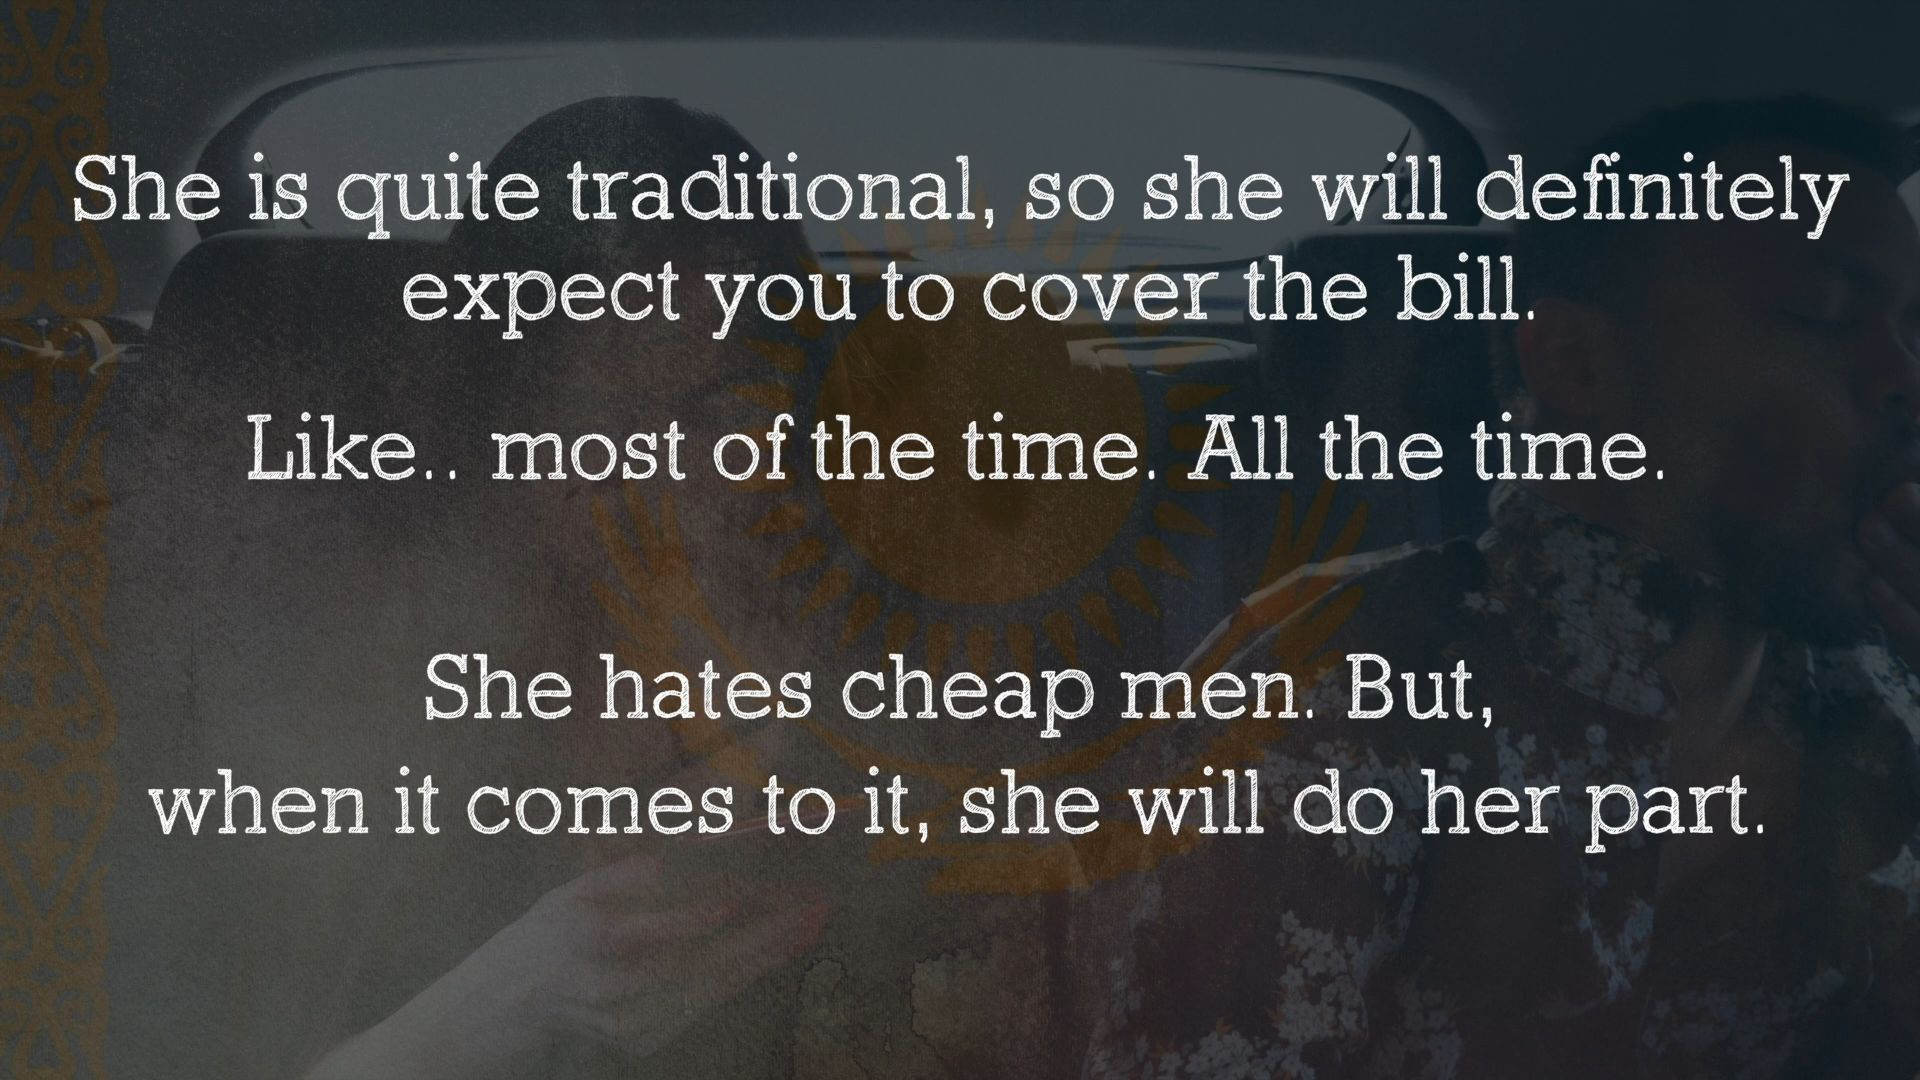 She is quite traditional, so she will definitely
expect you to cover the bill.
Like.. most of the time. All the time.
She hates cheap men. But,
when it comes to it, she will do her part.